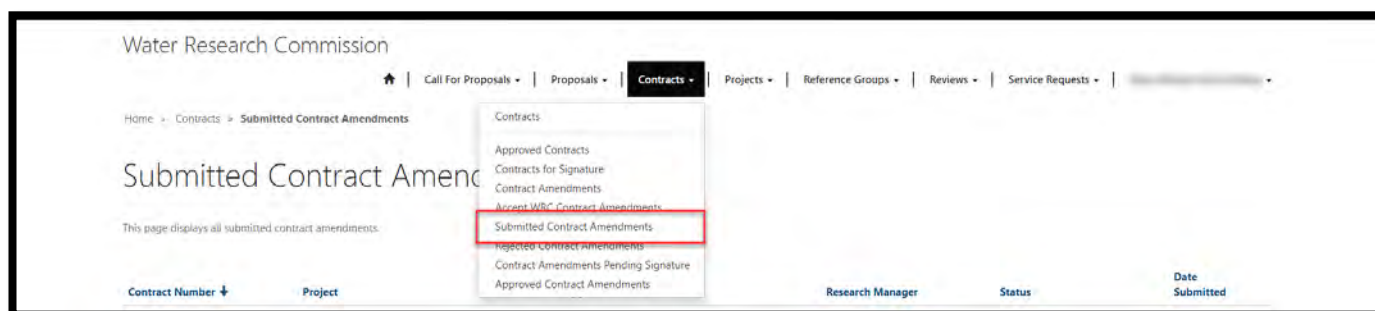 Water Research Commission
Call For Proposals | Proposals | Contracts | Projects | Reference Groups | Reviews | Service Requests |
Home > Contracts > Submitted Contract Amendments
Contracts
Approved Contracts
Contracts for Signature
Submitted Contract Amend
Contract Amendments
Accept WRC Contract Amendments
This page displays all submitted contract amendments.
Submitted Contract Amendments
Rejected Contract Amendments
Contract Amendments Pending Signature
Approved Contract Amendments
Contract Number Project Research Manager Status Date Submitted